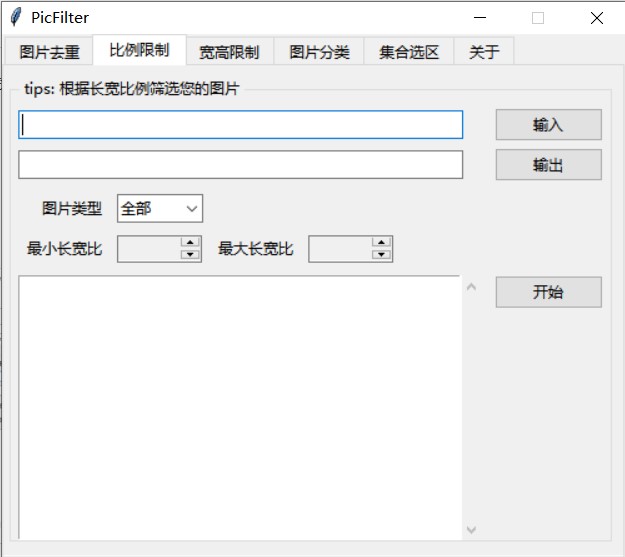 PicFilter
图片去重 比例限制 宽高限制 图片分类 集合选区 关于
tips: 根据长宽比例筛选您的图片
输入
输出
图片类型 全部
最小长宽比 最大长宽比
开始